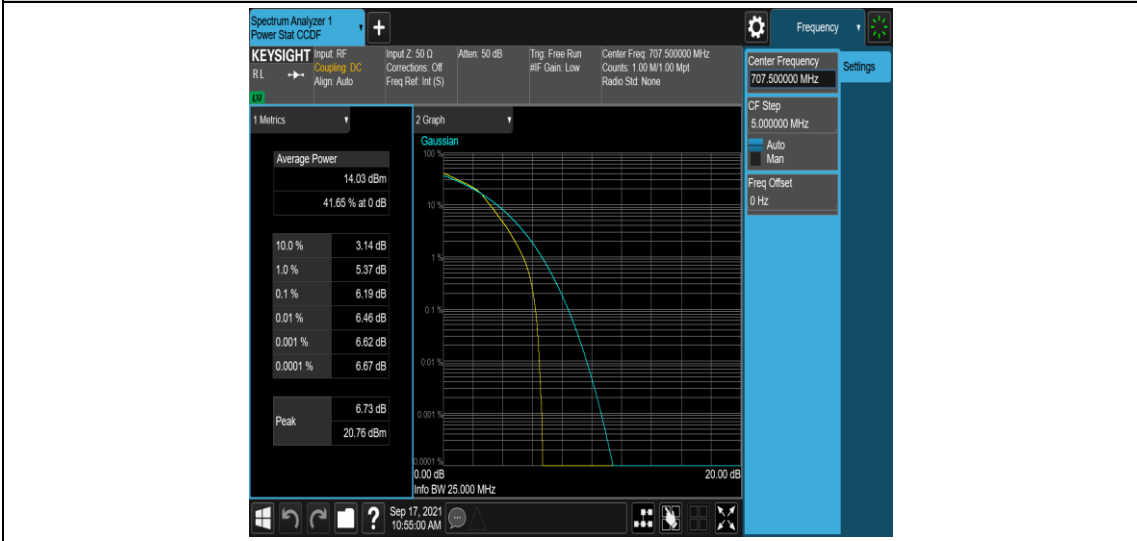 Spectrum Analyzer 1
Power Stat CCDF
+
Frequency
KEYSIGHT
Input: RF
Coupling: DC
Align: Auto
R L
LXI
Input Z: 50 Ω
Corrections: Off
Freq Ref: Int (S)
Atten: 50 dB
Trig: Free Run
#IF Gain: Low
Center Freq: 707.500000 MHz
Counts: 1.00 M/1.00 Mpt
Radio Std: None
Center Frequency
707.500000 MHz
Settings
CF Step
5.000000 MHz
Auto
Man
Freq Offset
0 Hz
1 Metrics
Average Power
14.03 dBm
41.65 % at 0 dB
10.0 % 3.14 dB
1.0 % 5.37 dB
0.1 % 6.19 dB
0.01 % 6.46 dB
0.001 % 6.62 dB
0.0001 % 6.67 dB
Peak
6.73 dB
20.76 dBm
2 Graph
Gaussian
100 %
10 %
1 %
0.1 %
0.01 %
0.001 %
0.0001 %
0.00 dB 20.00 dB
Info BW 25.000 MHz
?
Sep 17, 2021
10:55:00 AM